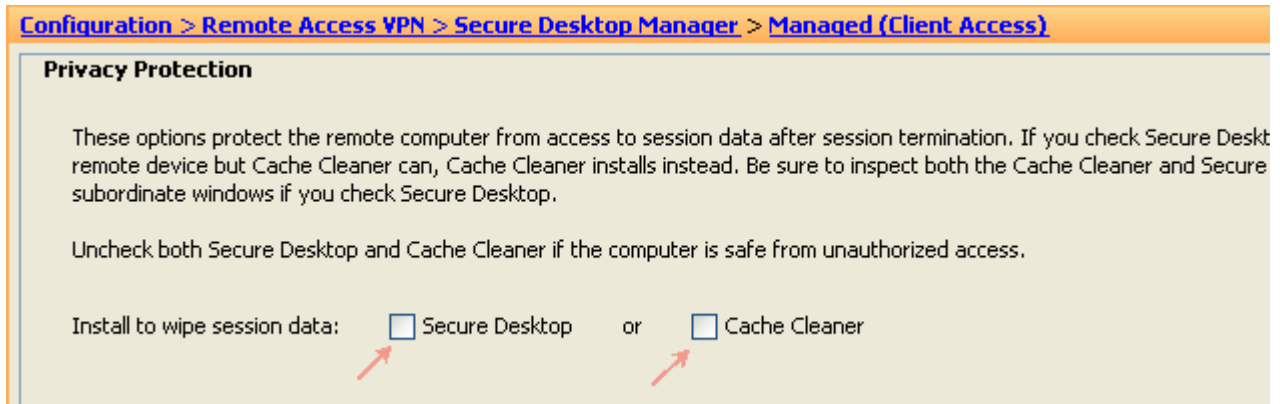 Configuration > Remote Access VPN > Secure Desktop Manager > Managed (Client Access)
Privacy Protection
These options protect the remote computer from access to session data after session termination. If you check Secure Deskt
remote device but Cache Cleaner can, Cache Cleaner installs instead. Be sure to inspect both the Cache Cleaner and Secure
subordinate windows if you check Secure Desktop.
Uncheck both Secure Desktop and Cache Cleaner if the computer is safe from unauthorized access.
Install to wipe session data: Secure Desktop or Cache Cleaner